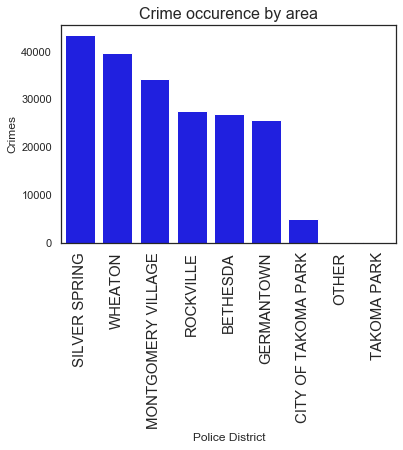 Crime occurence by area
Crimes
40000
30000
20000
10000
0
SILVER SPRING
WHEATON
MONTGOMERY VILLAGE
ROCKVILLE
BETHESDA
GERMANTOWN
CITY OF TAKOMA PARK
OTHER
TAKOMA PARK
Police District